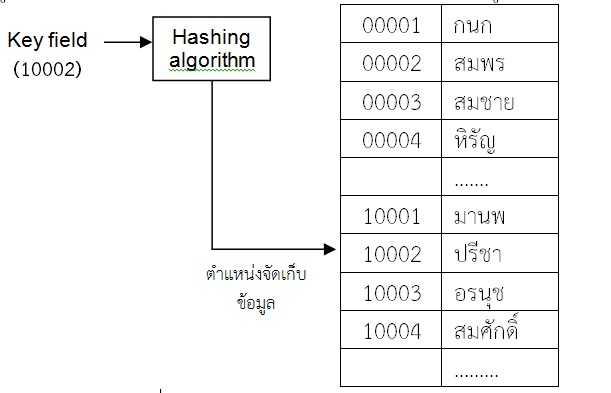 Key field
(10002)
Hashing
algorithm
ตำแหน่งจัดเก็บ
ข้อมูล
00001 กนก
00002 สมพร
00003 สมชาย
00004 หิรัญ
.......
10001 มานพ
10002 ปรีชา
10003 อรนุช
10004 สมศักดิ์
.........